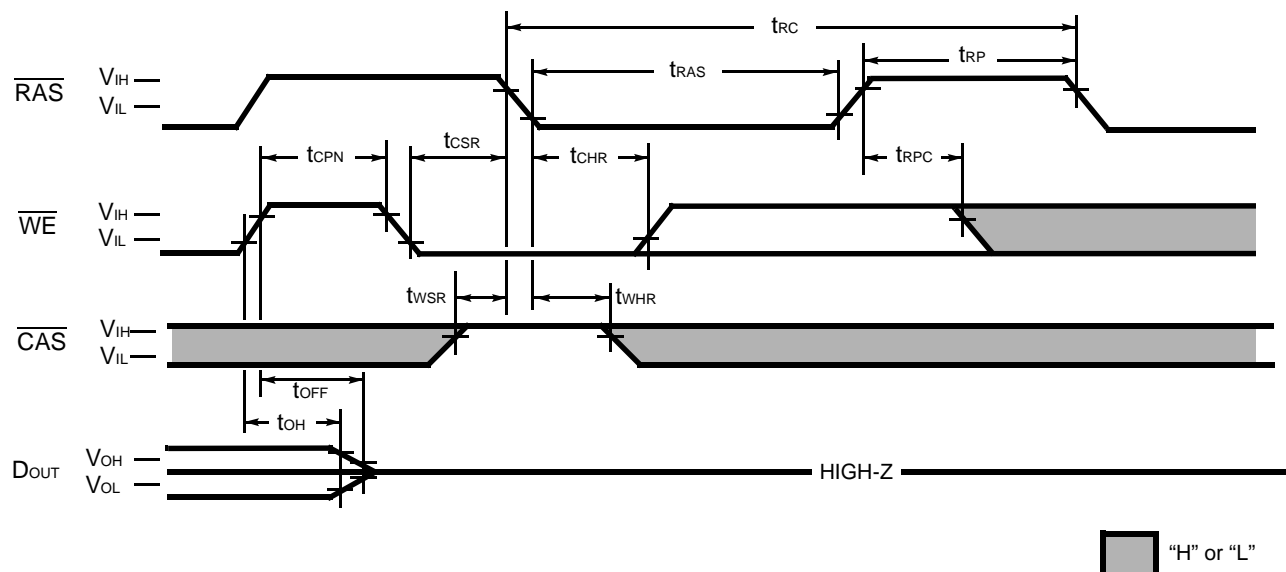 tRC
RAS VIH VIL tRAS tRP
tCPN tCSR tCHR tRPC
WE VIH VIL
tWSR tWHR
CAS VIH VIL
tOFF
tOH
DOUT VOH VOL HIGH-Z
“H” or “L”